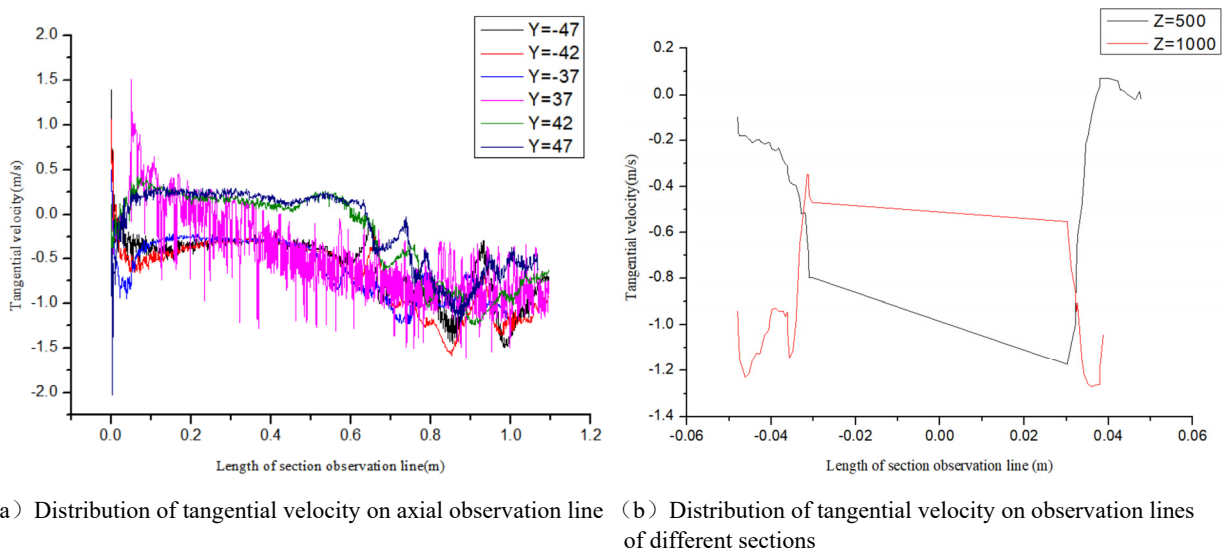 Y=-47
Y=-42
Y=-37
Y=37
Y=42
Y=47
2.0
1.5
1.0
0.5
0.0
-0.5
-1.0
-1.5
-2.0
Tangential velocity(m/s)
0.0 0.2 0.4 0.6 0.8 1.0 1.2
Length of section observation line(m)
Z=500
Z=1000
0.2
0.0
-0.2
-0.4
-0.6
-0.8
-1.0
-1.2
-1.4
Tangential velocity(m/s)
-0.06 -0.04 -0.02 0.00 0.02 0.04 0.06
Length of section observation line (m)
a）Distribution of tangential velocity on axial observation line
（b）Distribution of tangential velocity on observation lines
of different sections